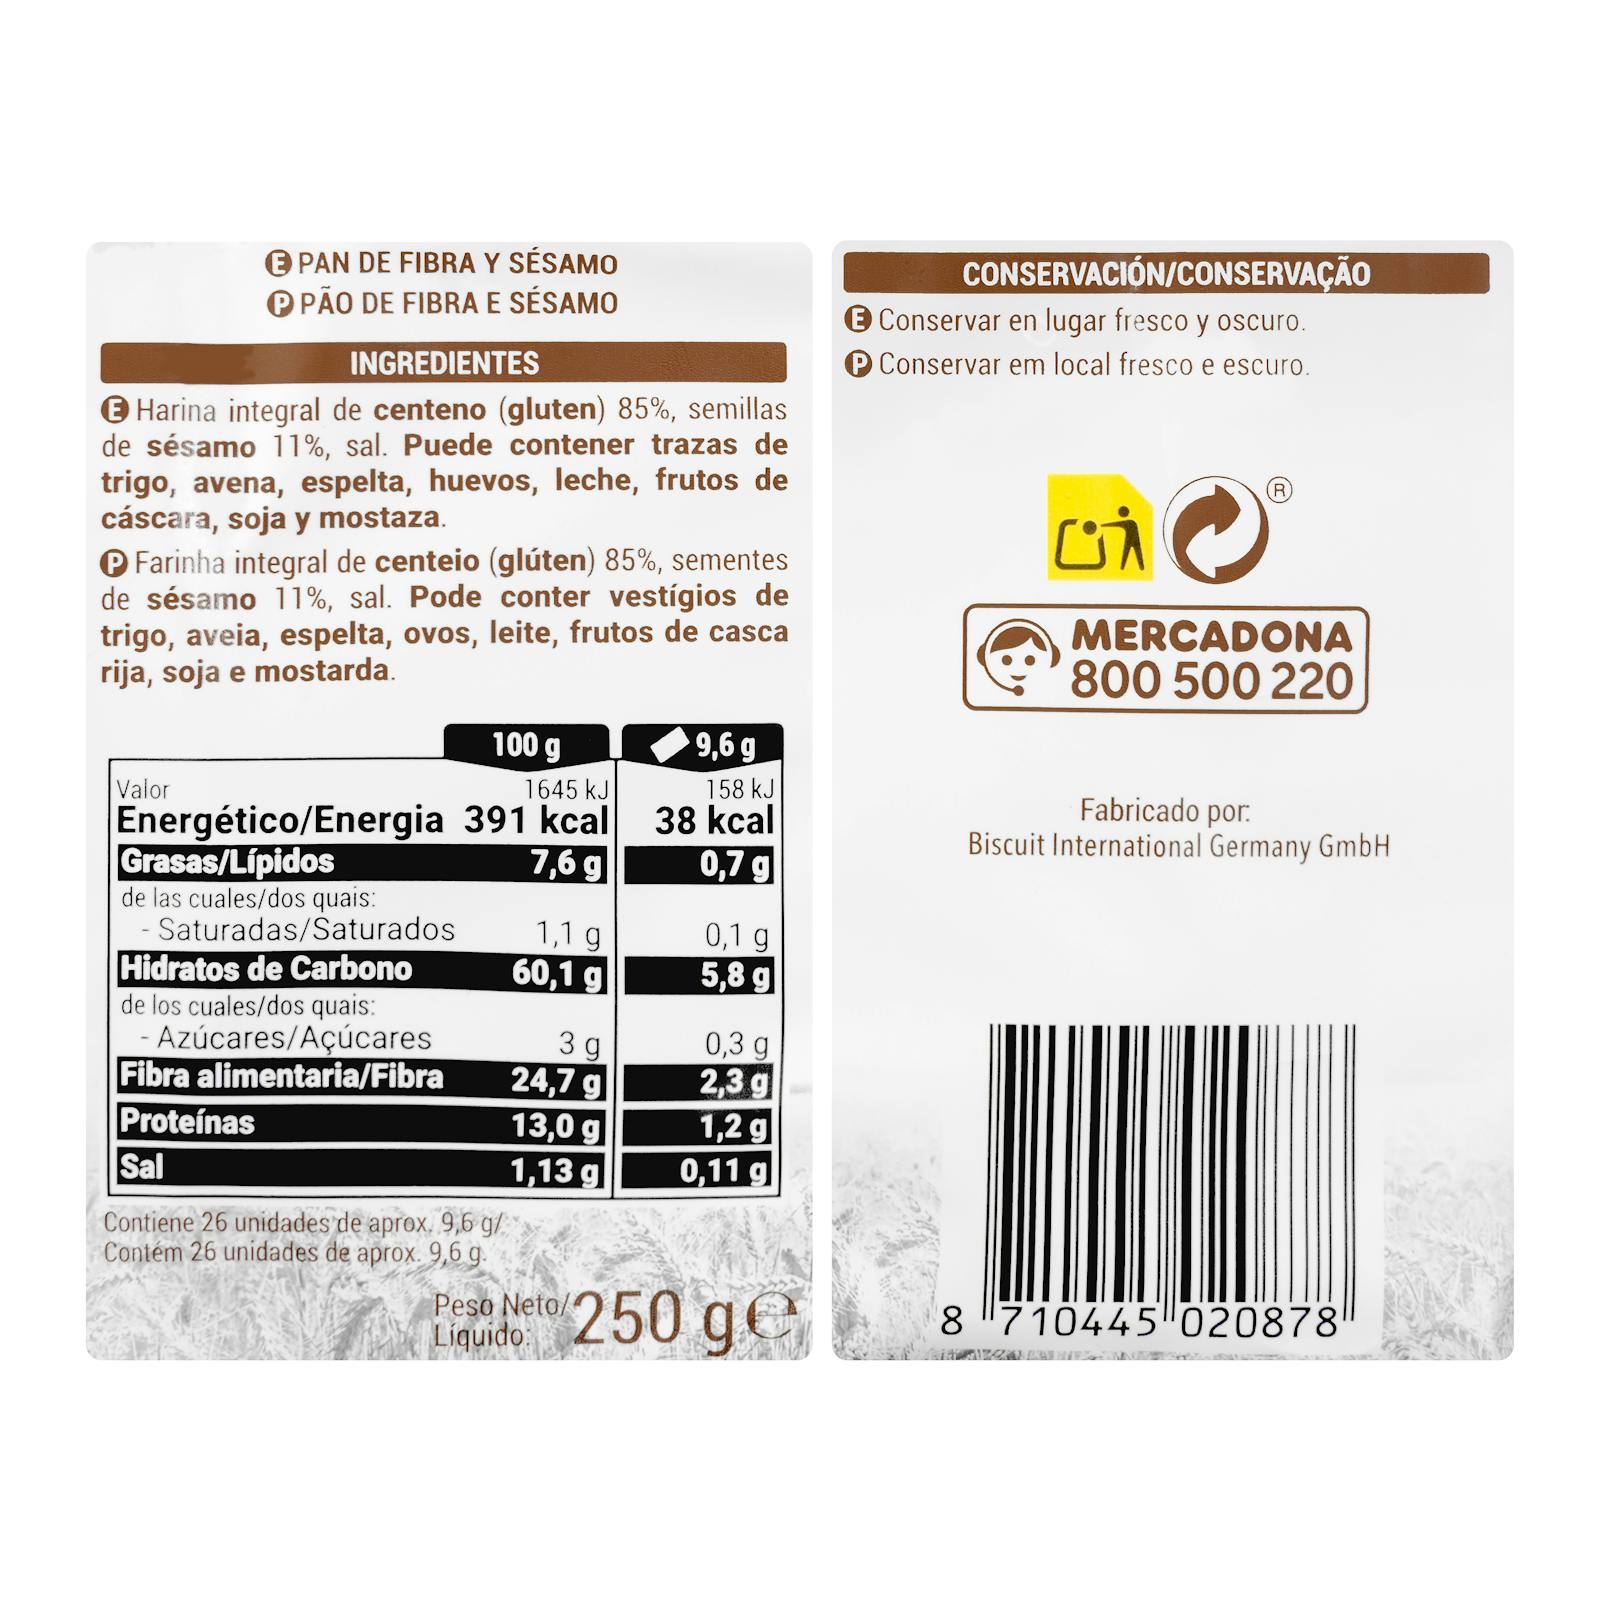 E PAN DE FIBRA Y SÉSAMO
P PÃO DE FIBRA E SÉSAMO
INGREDIENTES
E Harina integral de centeno (gluten) 85%, semillas
de sésamo 11%, sal. Puede contener trazas de
trigo, avena, espelta, huevos, leche, frutos de
cáscara, soja y mostaza.
P Farinha integral de centeio (glúten) 85%, sementes
de sésamo 11%, sal. Pode conter vestígios de
trigo, aveia, espelta, ovos, leite, frutos de casca
rija, soja e mostarda.
100 g 9,6 g
Valor 1645 kJ 158 kJ
Energético/Energia 391 kcal 38 kcal
Grasas/Lípidos 7,6 g 0,7 g
de las cuales/dos quais:
- Saturadas/Saturados 1,1 g 0,1 g
Hidratos de Carbono 60,1 g 5,8 g
de los cuales/dos quais:
- Azúcares/Açúcares 3 g 0,3 g
Fibra alimentaria/Fibra 24,7 g 2,3 g
Proteínas 13,0 g 1,2 g
Sal 1,13 g 0,11 g
Contiene 26 unidades de aprox. 9,6 g/
Contém 26 unidades de aprox. 9,6 g.
Peso Neto/
Líquido: 250 g e
CONSERVACIÓN/CONSERVAÇÃO
E Conservar en lugar fresco y oscuro.
P Conservar em local fresco e escuro.
®
MERCADONA
800 500 220
Fabricado por:
Biscuit International Germany GmbH
8 710445 020878